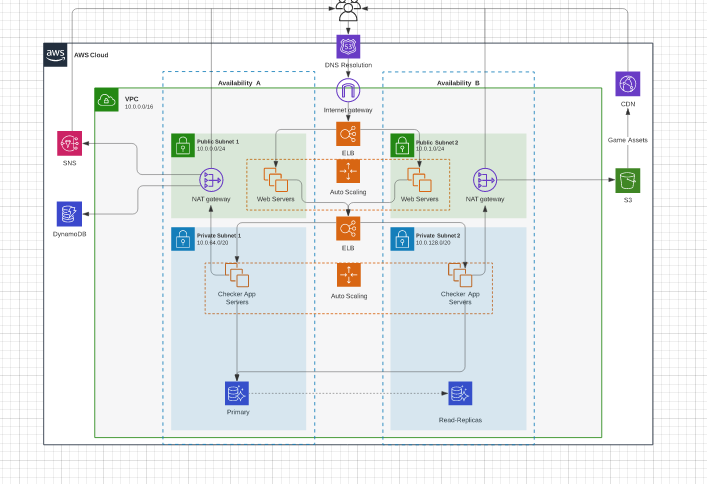 53
DNS Resolution
aws
AWS Cloud
Availability A
Availability B
VPC
10.0.0.0/16
Internet gateway
CDN
Public Subnet 1
10.0.0.0/24
ELB
Public Subnet 2
10.0.1.0/24
Game Assets
SNS
Auto Scaling
NAT gateway
Web Servers
Web Servers
NAT gateway
S3
DynamoDB
Private Subnet 1
10.0.64.0/20
ELB
Private Subnet 2
10.0.128.0/20
Checker App
Servers
Auto Scaling
Checker App
Servers
Primary
Read-Replicas